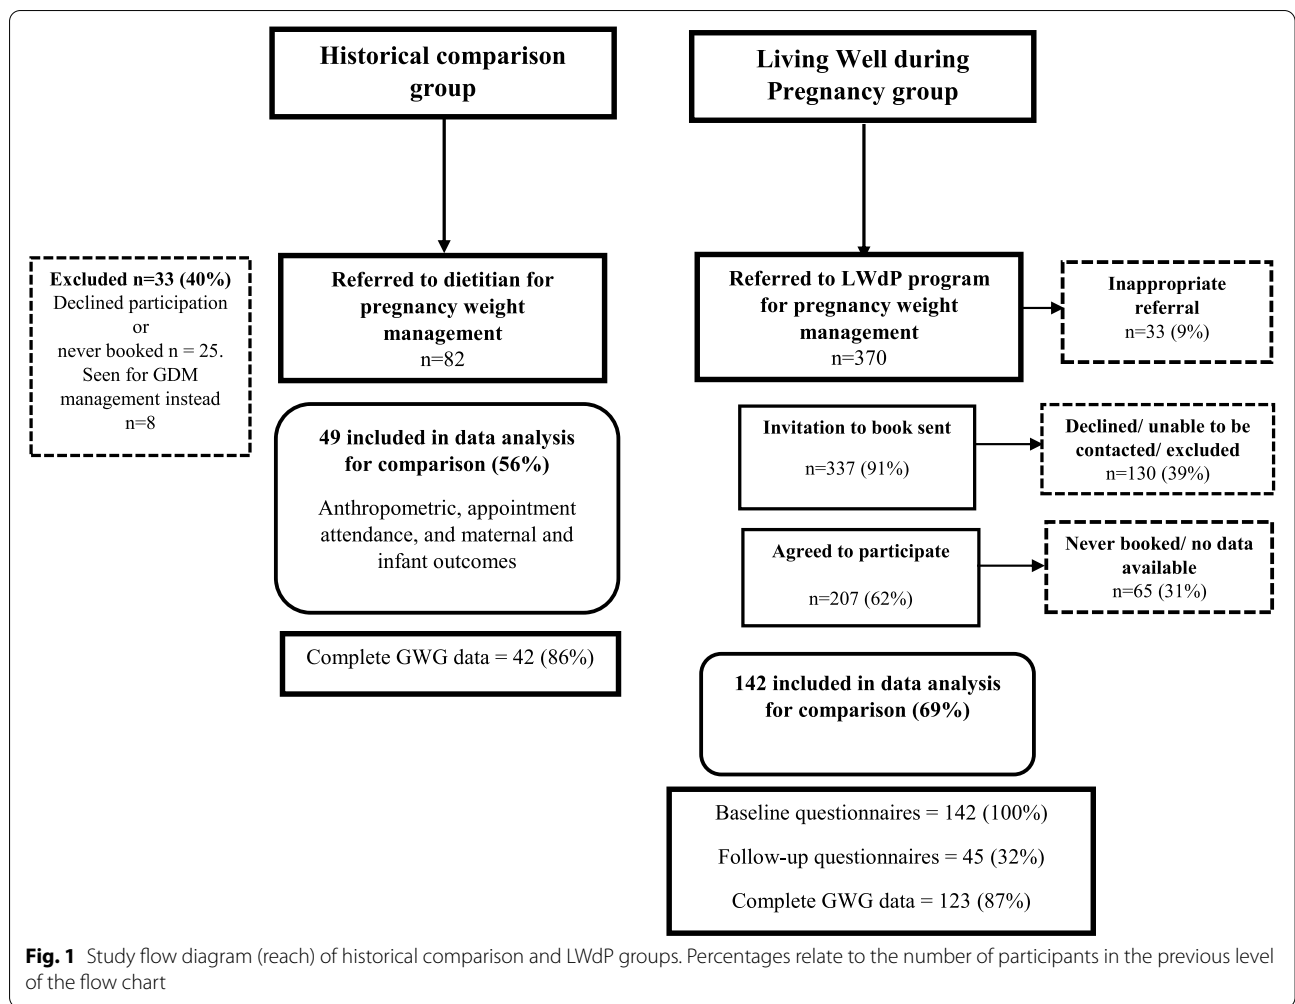 Historical comparison
group
Living Well during
Pregnancy group
Excluded n=33 (40%)
Declined participation
or
never booked n = 25.
Seen for GDM
management instead
n=8
Referred to dietitian for
pregnancy weight
management
n=82
49 included in data analysis
for comparison (56%)
Anthropometric, appointment
attendance, and maternal and
infant outcomes
Complete GWG data = 42 (86%)
Referred to LWdP program
for pregnancy weight
management
n=370
Inappropriate
referral
n=33 (9%)
Invitation to book sent
n=337 (91%)
Declined/ unable to be
contacted/ excluded
n=130 (39%)
Agreed to participate
n=207 (62%)
Never booked/ no data
available
n=65 (31%)
142 included in data analysis
for comparison (69%)
Baseline questionnaires = 142 (100%)
Follow-up questionnaires = 45 (32%)
Complete GWG data = 123 (87%)
Fig. 1 Study flow diagram (reach) of historical comparison and LWdP groups. Percentages relate to the number of participants in the previous level
of the flow chart